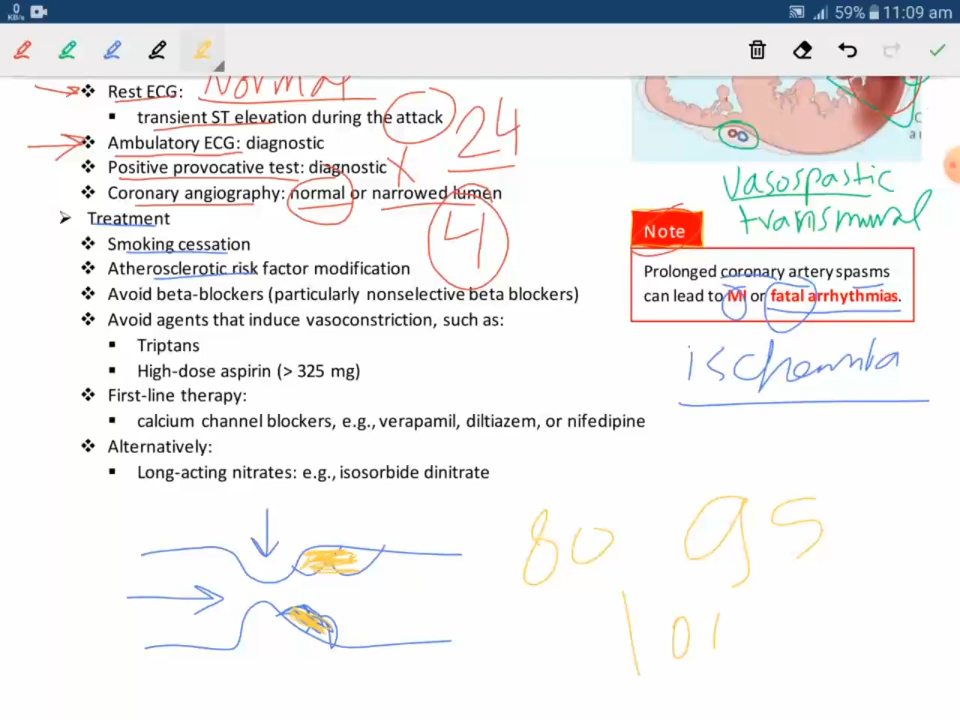 0 KB/s 59% 11:09 am
Normal
❖ Rest ECG:
▪ transient ST elevation during the attack
24
❖ Ambulatory ECG: diagnostic
❖ Positive provocative test: diagnostic
❖ Coronary angiography: normal or narrowed lumen
4
➢ Treatment
❖ Smoking cessation
❖ Atherosclerotic risk factor modification
❖ Avoid beta-blockers (particularly nonselective beta blockers)
❖ Avoid agents that induce vasoconstriction, such as:
▪ Triptans
▪ High-dose aspirin (> 325 mg)
❖ First-line therapy:
▪ calcium channel blockers, e.g., verapamil, diltiazem, or nifedipine
❖ Alternatively:
▪ Long-acting nitrates: e.g., isosorbide dinitrate
vasospastic
transmural
Note
Prolonged coronary artery spasms
can lead to MI or fatal arrhythmias.
ischemia
80 95